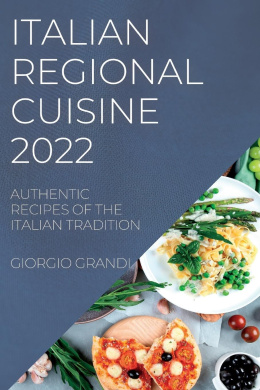 ITALIAN
REGIONAL
CUISINE
2022
AUTHENTIC
RECIPES OF THE
ITALIAN TRADITION
GIORGIO GRANDI